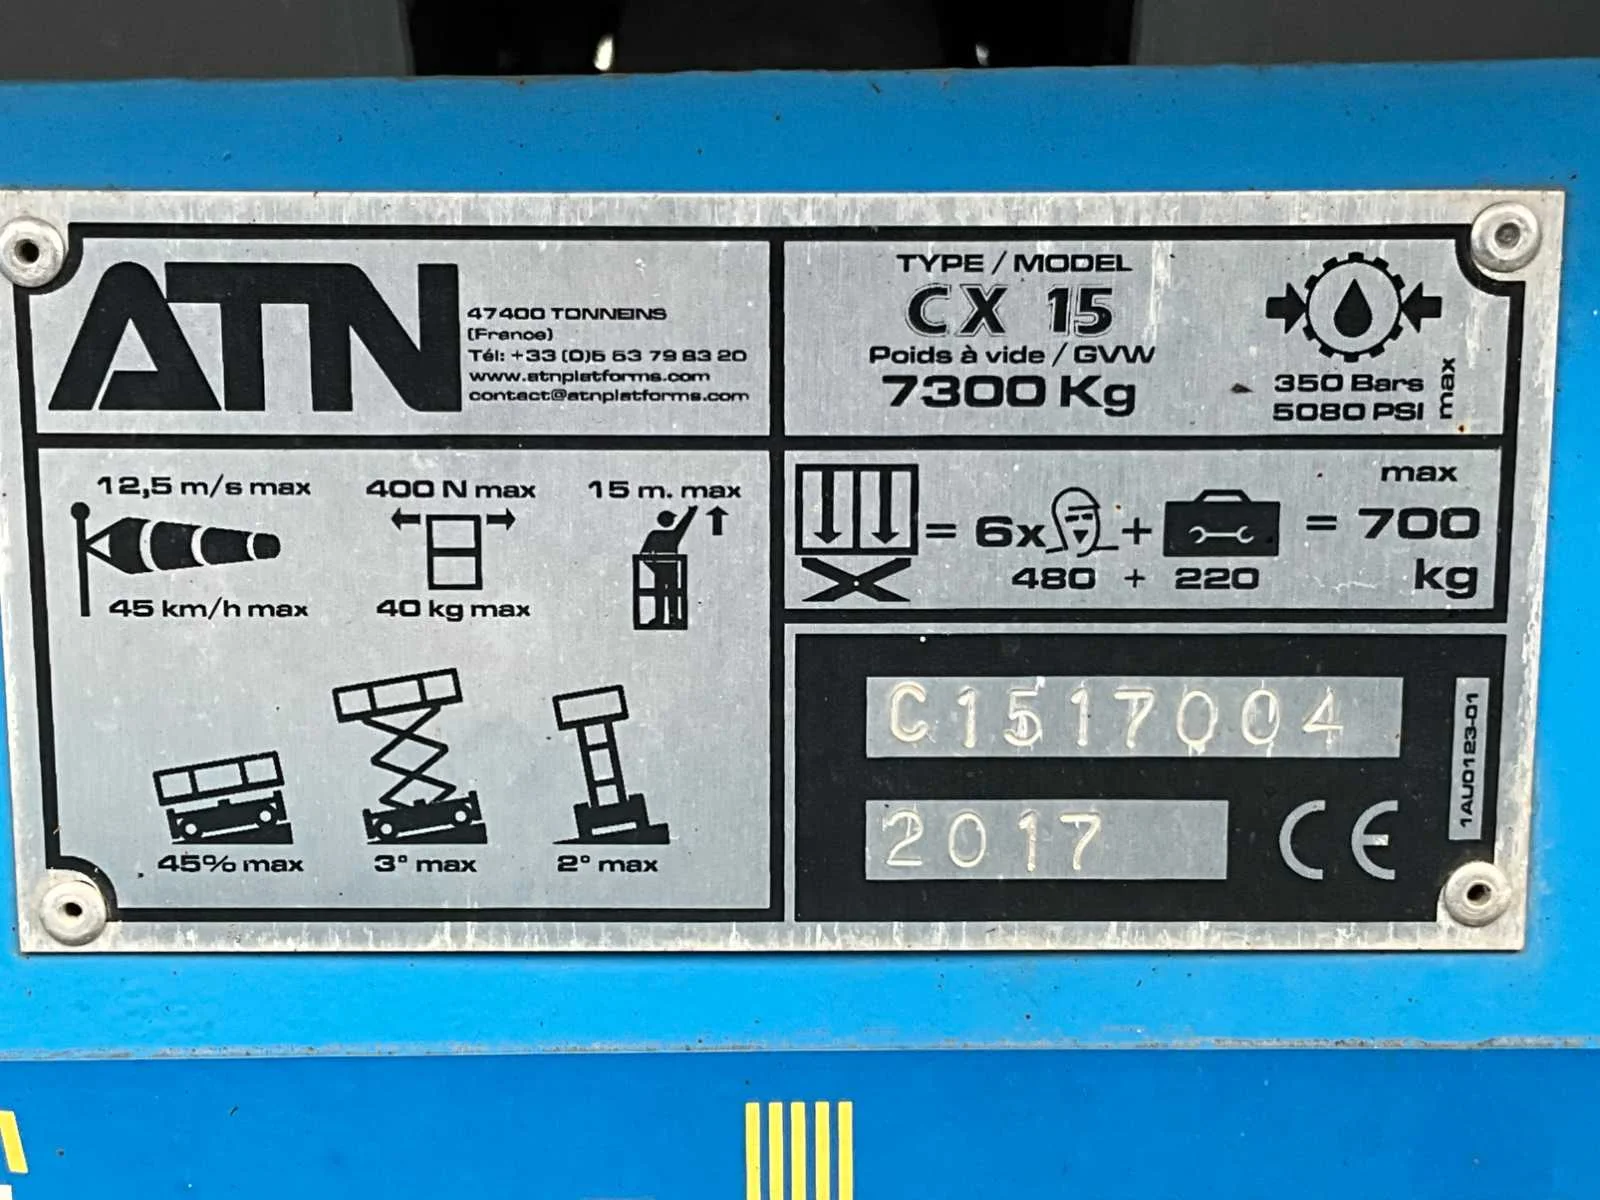 ATN
47400 TONNEINS
(France)
Tél: +33 (0)5 53 79 83 20
www.atnplatforms.com
contact@atnplatforms.com
TYPE / MODEL
CX 15
Poids à vide / GVW
7300 Kg
350 Bars
5080 PSI
max
12,5 m/s max
45 km/h max
400 N max
40 kg max
15 m. max
= 6x + = 700
max
480 + 220
kg
45% max
3° max
2° max
C1517004
2017
CE
1AU0123-01